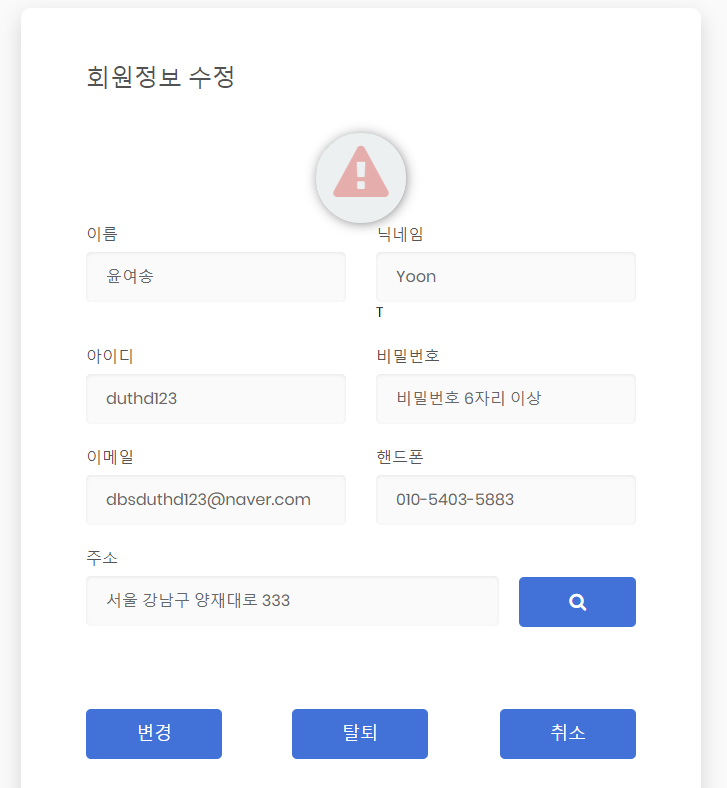 회원정보 수정
이름 닉네임
윤여송 Yoon
T
아이디 비밀번호
duthd123 비밀번호 6자리 이상
이메일 핸드폰
dbsduthd123@naver.com 010-5403-5883
주소
서울 강남구 양재대로 333
변경 탈퇴 취소